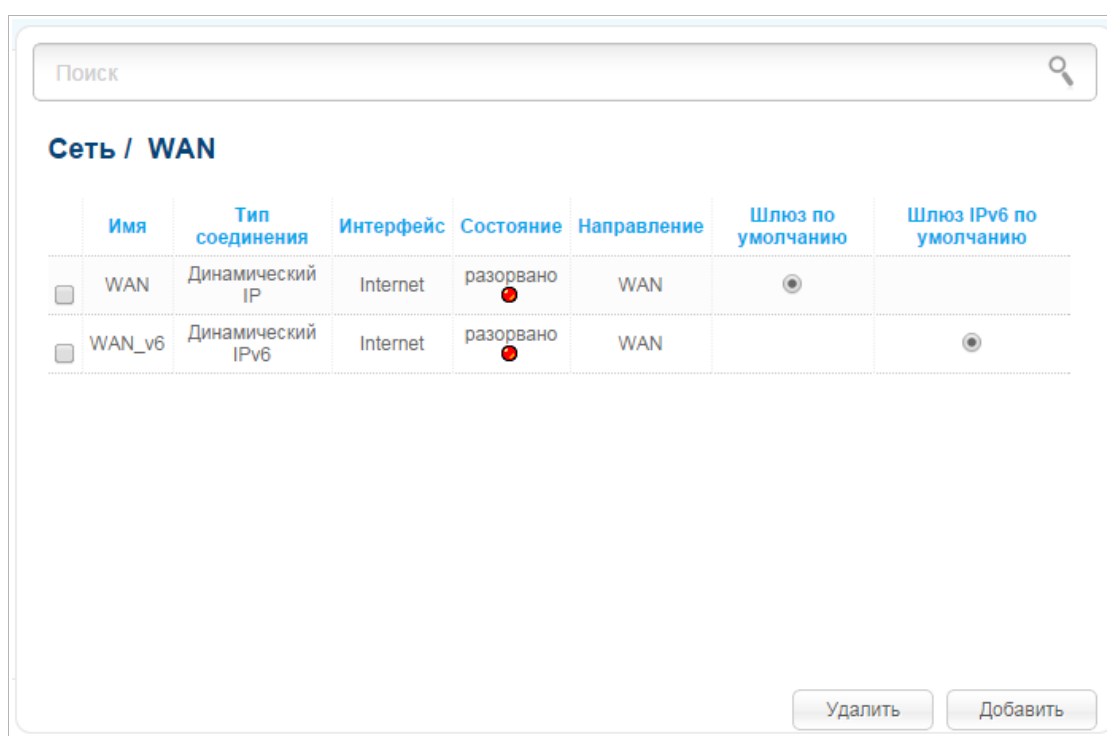 Поиск
Сеть / WAN
Имя Тип соединения Интерфейс Состояние Направление Шлюз по умолчанию Шлюз IPv6 по умолчанию
WAN Динамический IP Internet разорвано WAN
WAN_v6 Динамический IPv6 Internet разорвано WAN
Удалить Добавить